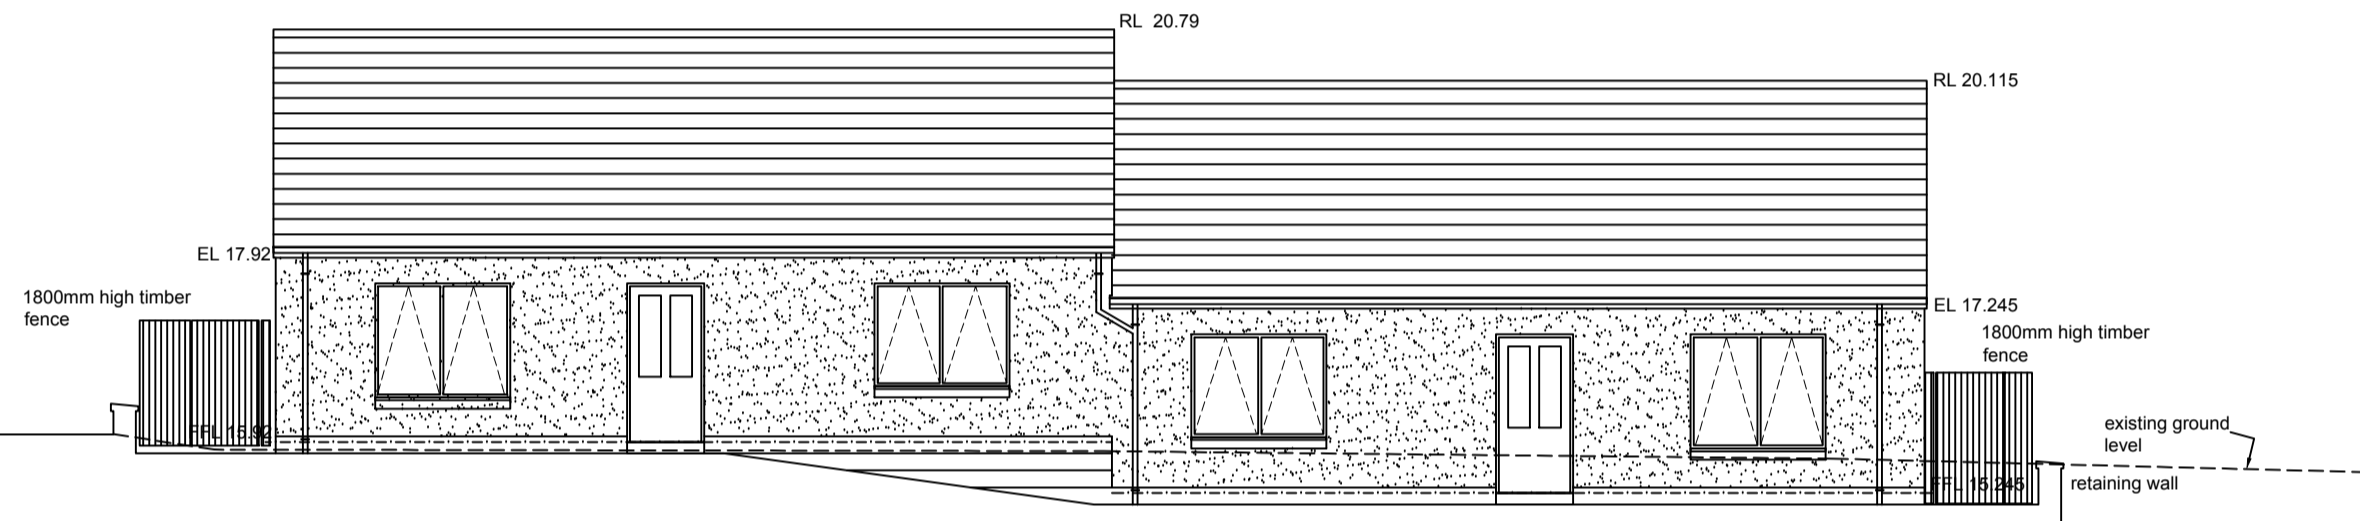 RL 20.79
RL 20.115
EL 17.92
1800mm high timber
fence
EL 17.245
1800mm high timber
fence
FFL 15.92
existing ground
level
retaining wall
FFL 15.245